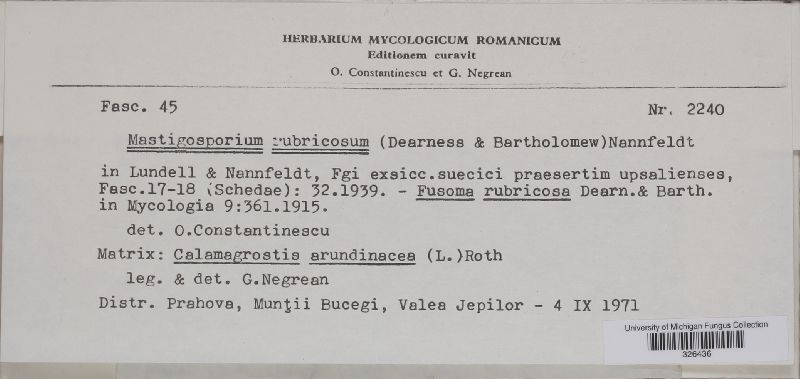 HERBARIUM MYCOLOGICUM ROMANICUM
Editionem curavit
O. Constantinescu et G. Negrean
Fasc. 45
Nr. 2240
Mastigosporium rubricosum (Dearness & Bartholomew)Nannfeldt
in Lundell & Nannfeldt, Fgi exsicc.suecici praesertim upsalienses,
Fasc.17-18 (Schedae): 32.1939. - Fusoma rubricosa Dearn.& Barth.
in Mycologia 9:361.1915.
det. O.Constantinescu
Matrix: Calamagrostis arundinacea (L.)Roth
leg. & det. G.Negrean
Distr. Prahova, Munţii Bucegi, Valea Jepilor - 4 IX 1971
University of Michigan Fungus Collection
326436